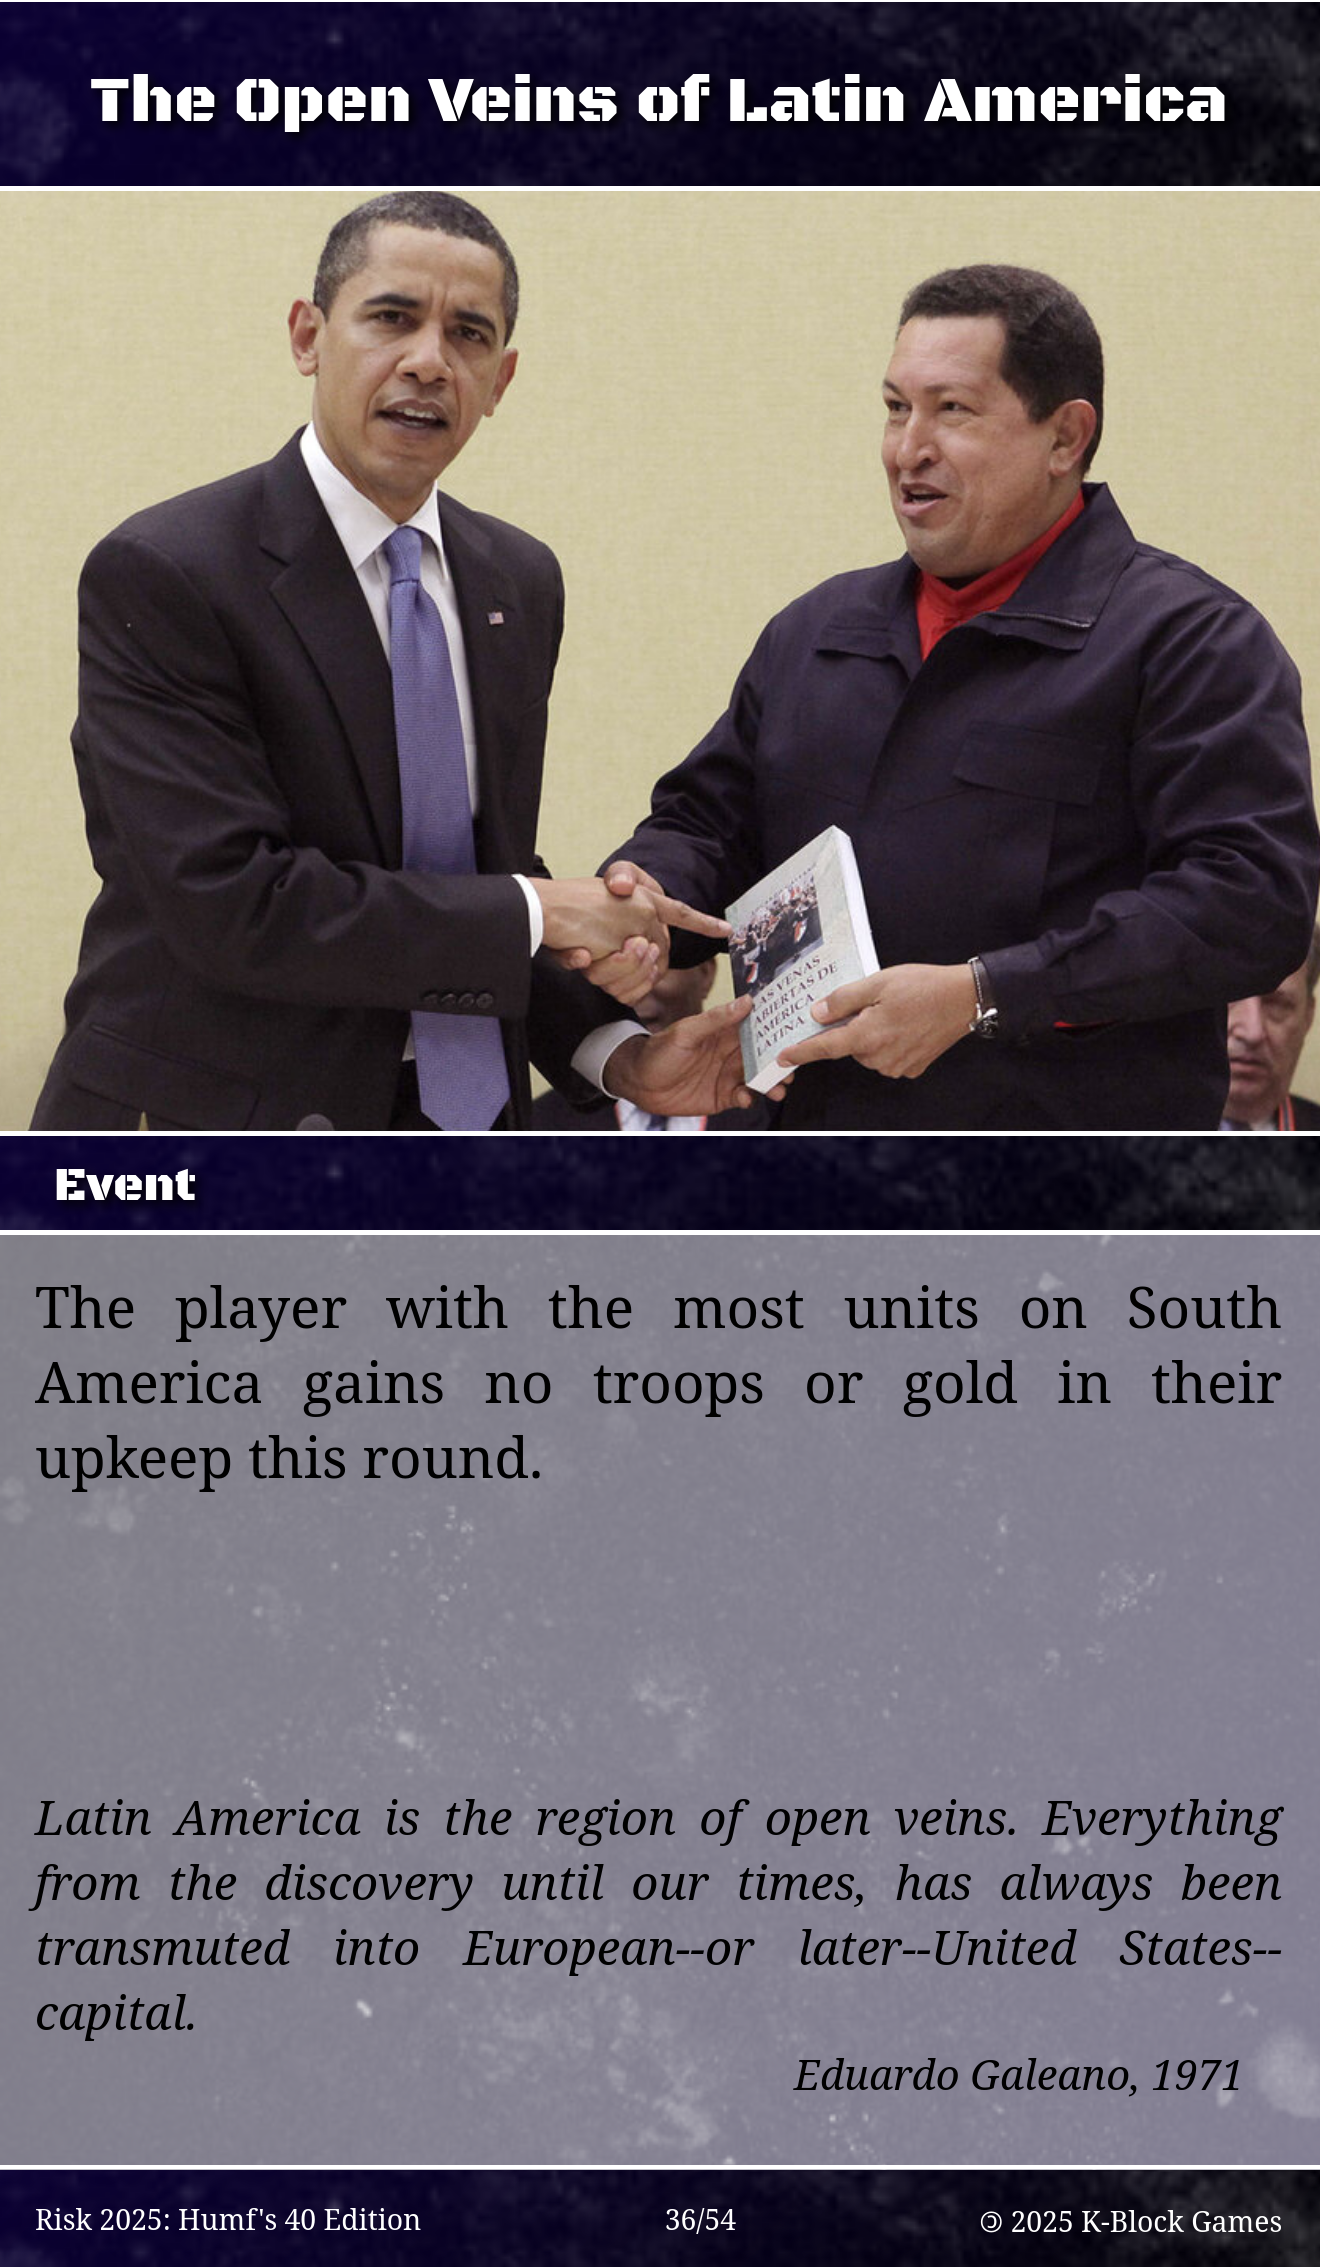 The Open Veins of Latin America
LAS VENAS
ABIERTAS DE
AMÉRICA
LATINA
Event
The player with the most units on South
America gains no troops or gold in their
upkeep this round.
Latin America is the region of open veins. Everything
from the discovery until our times, has always been
transmuted into European--or later--United States--
capital.
Eduardo Galeano, 1971
Risk 2025: Humf's 40 Edition
36/54
🄯 2025 K-Block Games